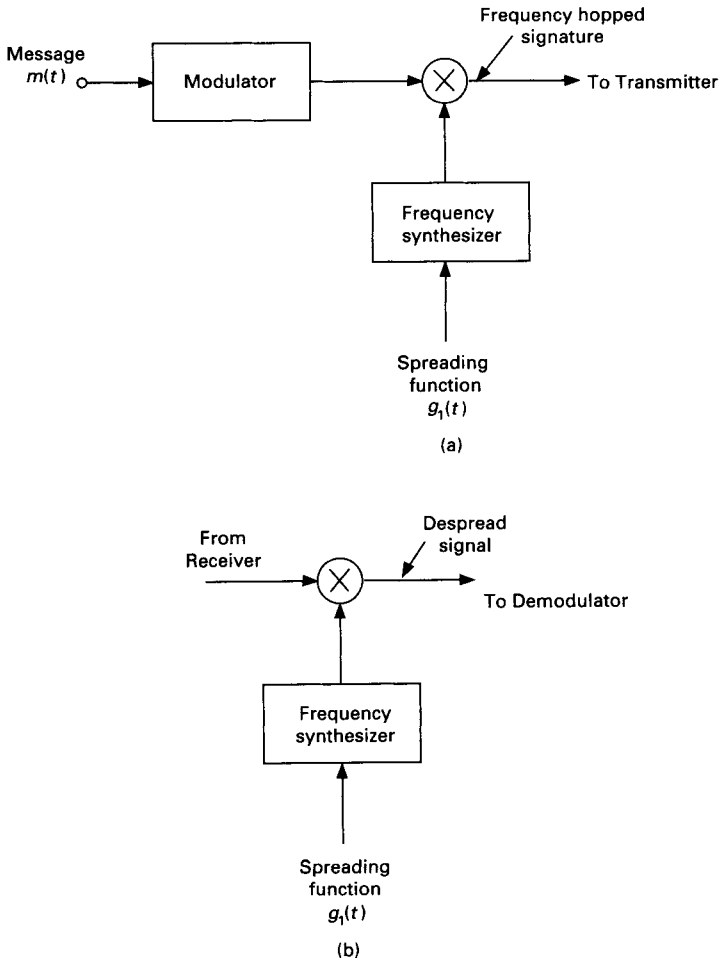 Frequency hopped
signature
Message
m(t)
Modulator
To Transmitter
Frequency
synthesizer
Spreading
function
g₁(t)
(a)
From
Receiver
Despread
signal
To Demodulator
Frequency
synthesizer
Spreading
function
g₁(t)
(b)